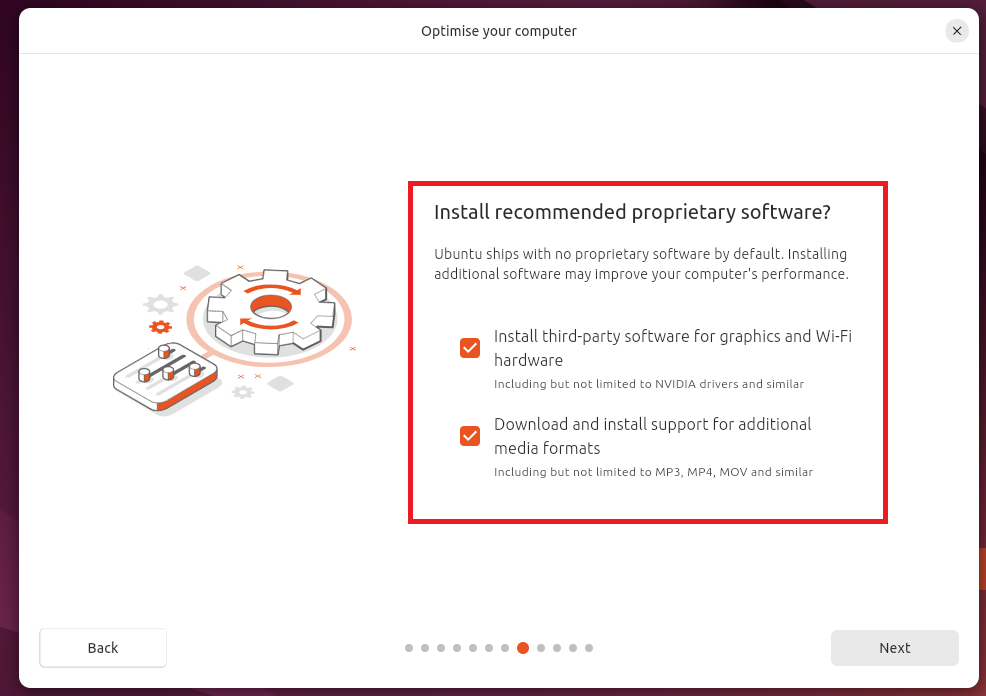 Optimise your computer
Install recommended proprietary software?
Ubuntu ships with no proprietary software by default. Installing
additional software may improve your computer's performance.
Install third-party software for graphics and Wi-Fi
hardware
Including but not limited to NVIDIA drivers and similar
Download and install support for additional
media formats
Including but not limited to MP3, MP4, MOV and similar
Back
Next